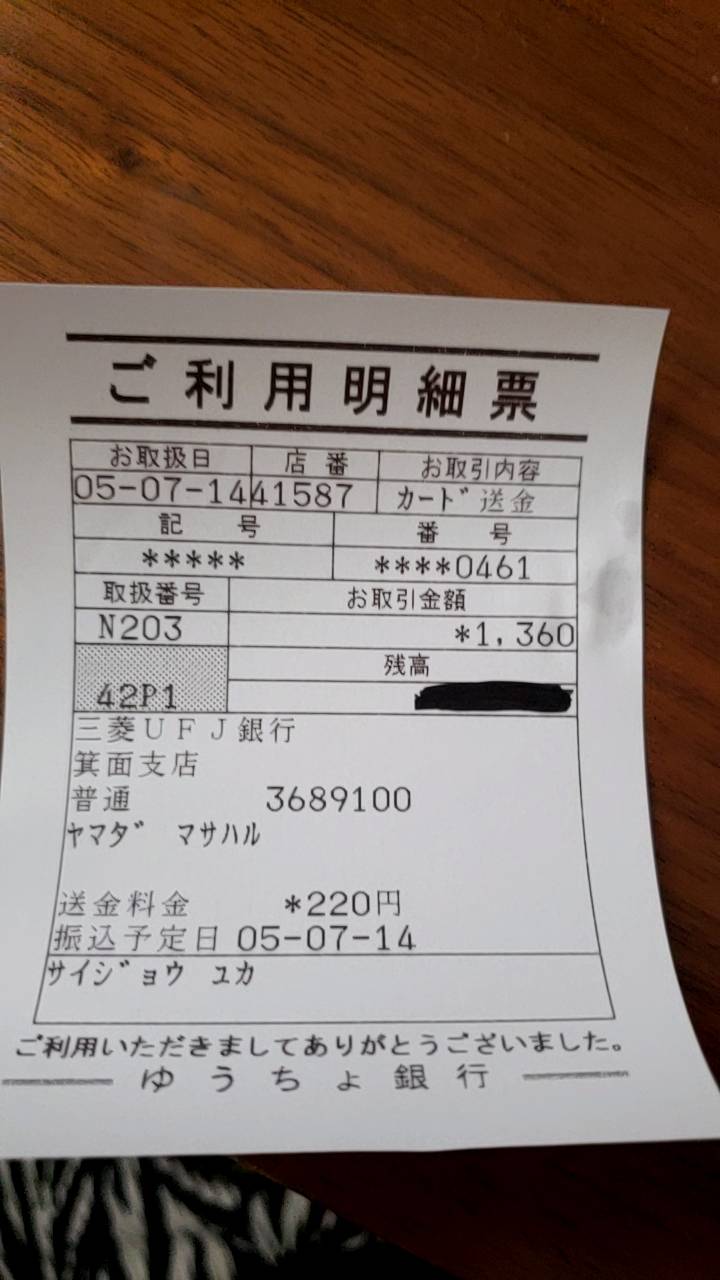 ご利用明細票
お取扱日 店番 お取引内容
05-07-14 41587 カード送金
記号 番号
***** ****0461
取扱番号 お取引金額
N203 *1,360
残高
42P1
三菱UFJ銀行
箕面支店
普通 3689100
ヤマダ マサハル
送金料金 *220円
振込予定日 05-07-14
サイジョウ ユカ
ご利用いただきましてありがとうございました。
ゆうちょ銀行